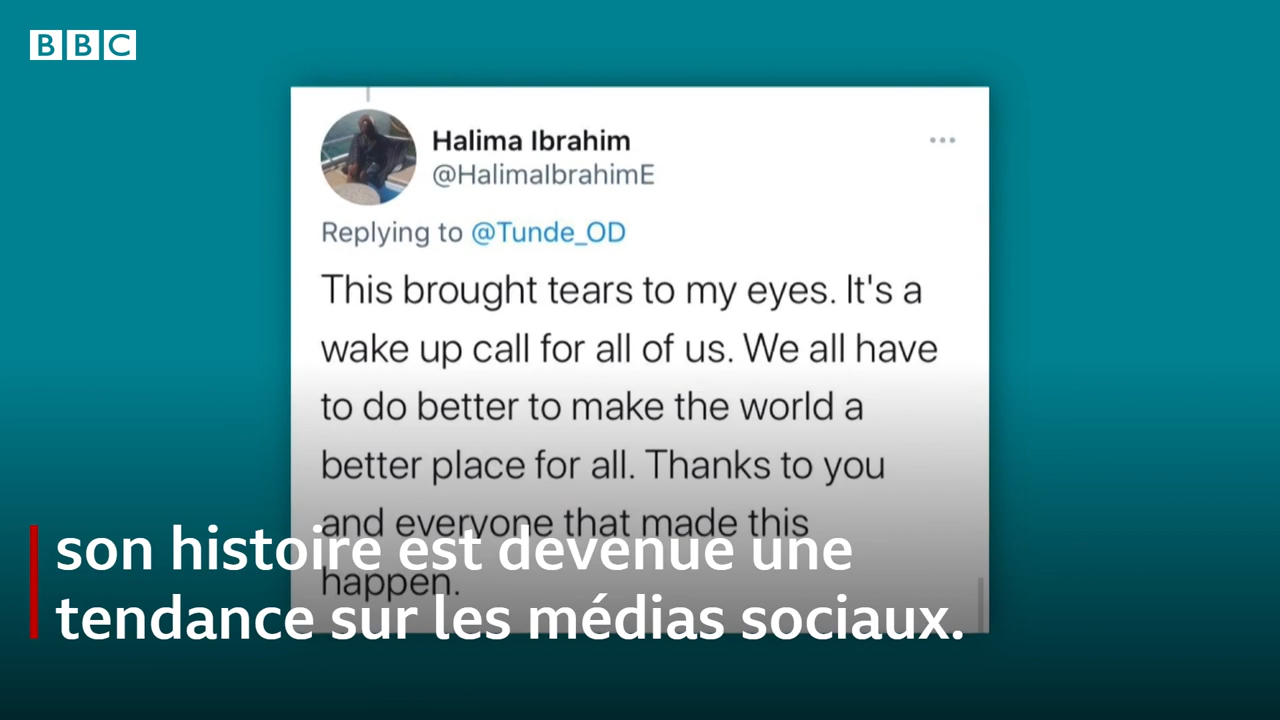 BBC
Halima Ibrahim
@HalimaIbrahimE
Replying to @Tunde_OD
This brought tears to my eyes. It's a
wake up call for all of us. We all have
to do better to make the world a
better place for all. Thanks to you
and everyone that made this
happen.
son histoire est devenue une
tendance sur les médias sociaux.